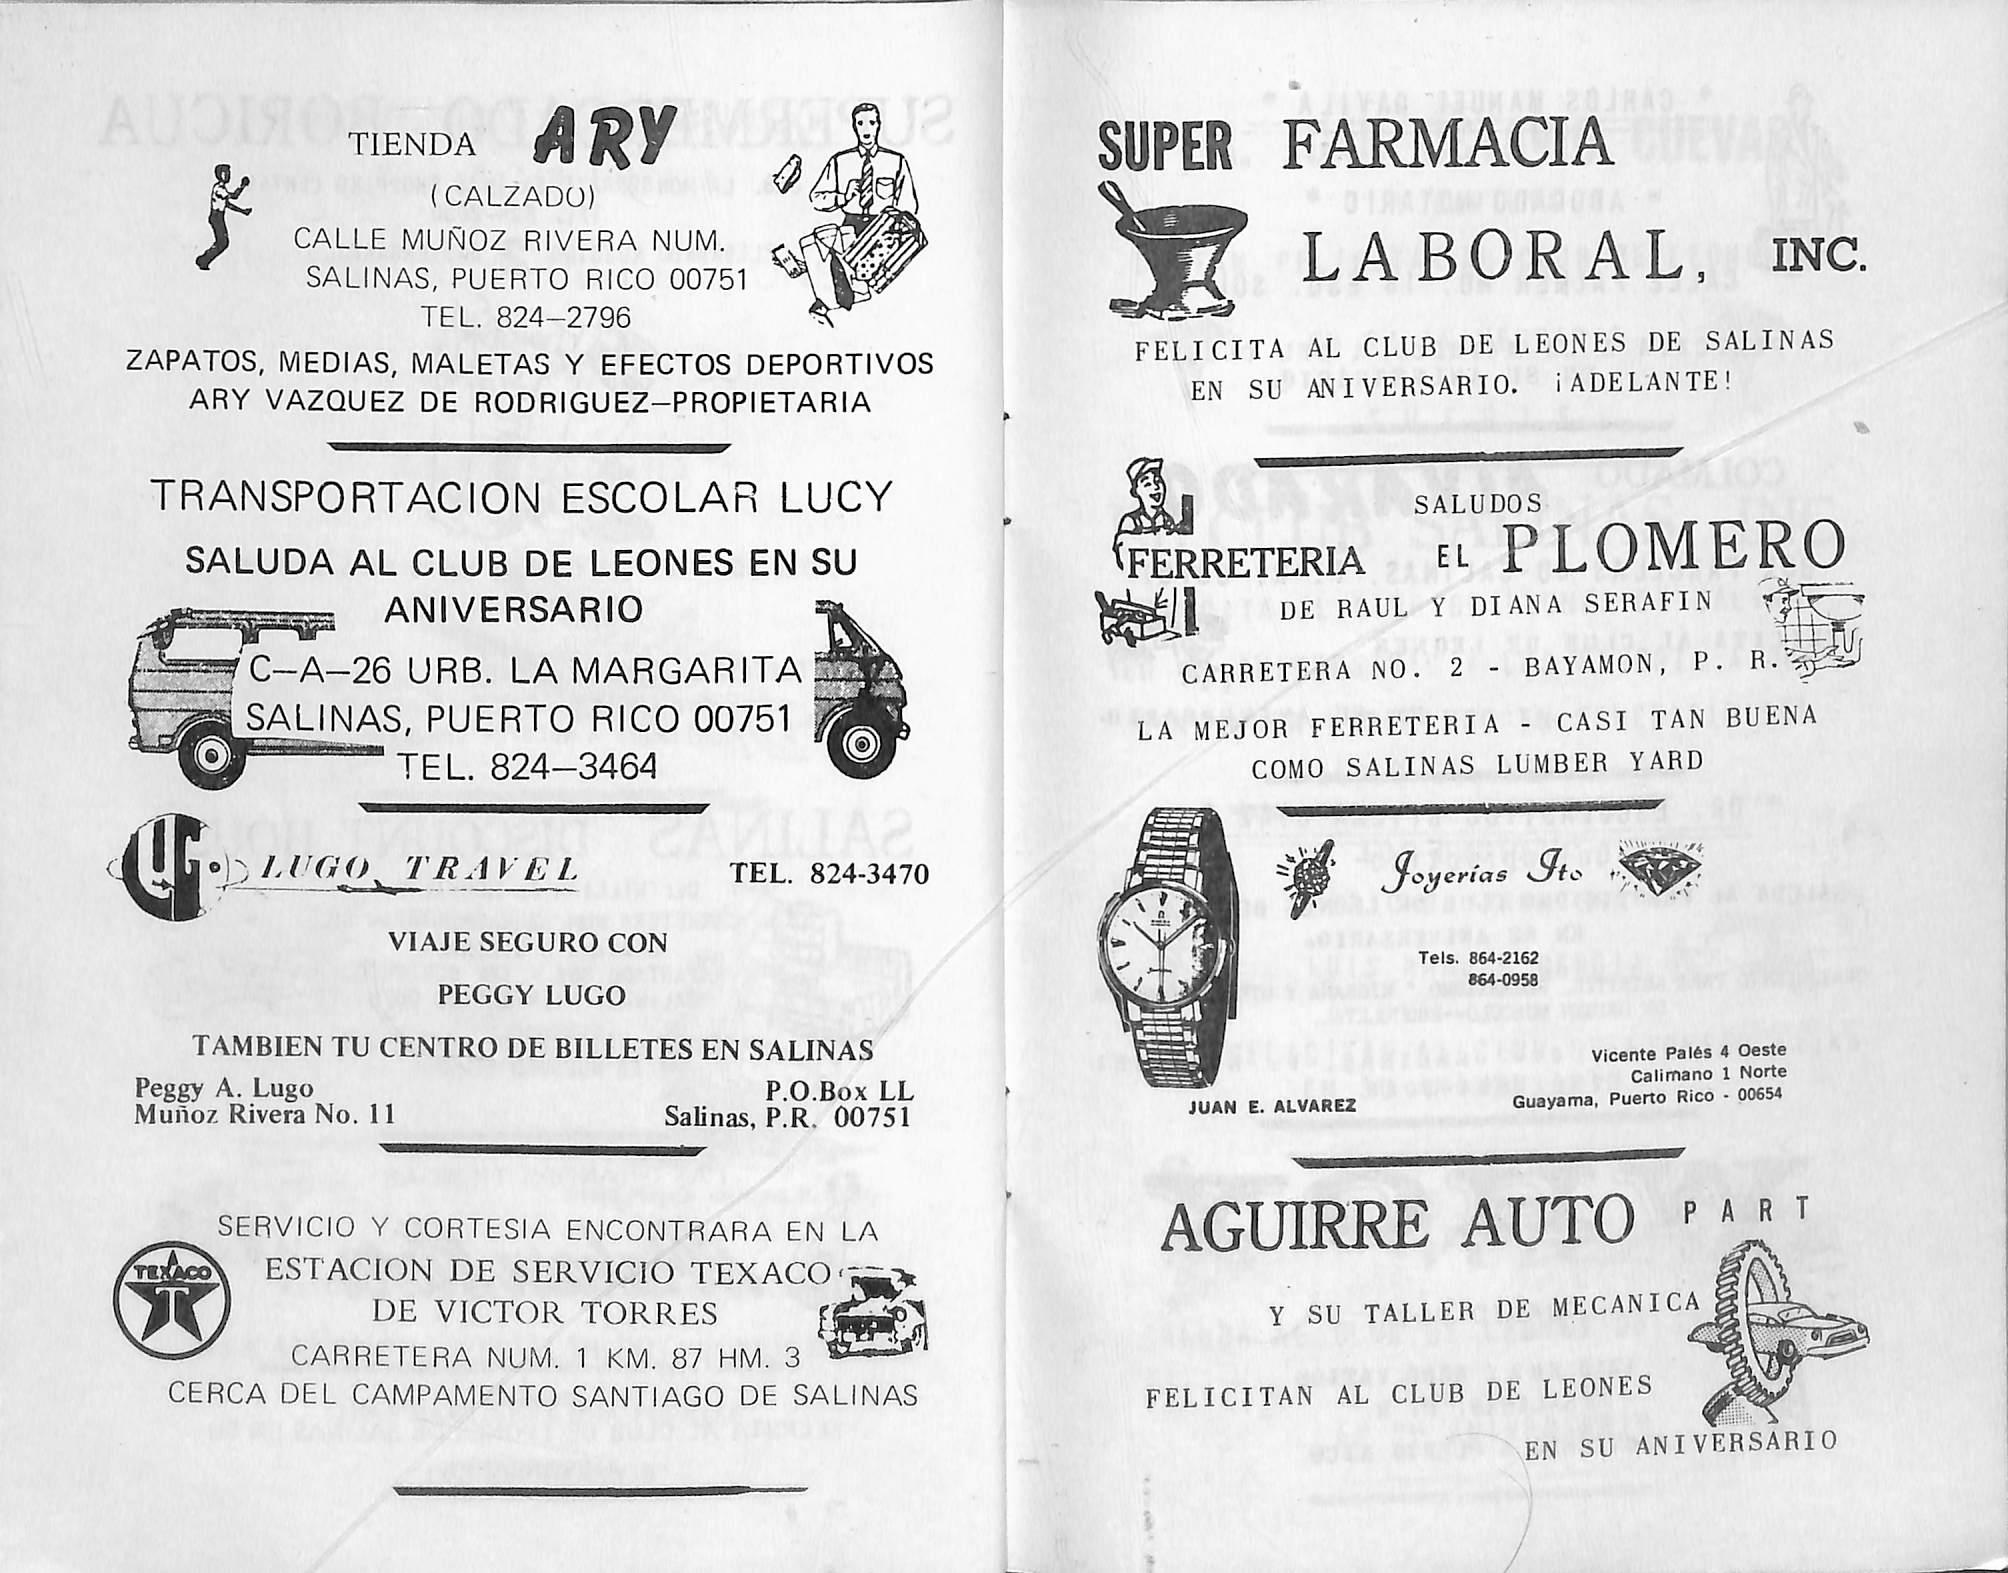 TIENDA ARY
(CALZADO)
CALLE MUÑOZ RIVERA NUM.
SALINAS, PUERTO RICO 00751
TEL. 824–2796
ZAPATOS, MEDIAS, MALETAS Y EFECTOS DEPORTIVOS
ARY VAZQUEZ DE RODRIGUEZ–PROPIETARIA
TRANSPORTACION ESCOLAR LUCY
SALUDA AL CLUB DE LEONES EN SU
ANIVERSARIO
C–A–26 URB. LA MARGARITA
SALINAS, PUERTO RICO 00751
TEL. 824–3464
LUGO TRAVEL TEL. 824-3470
VIAJE SEGURO CON
PEGGY LUGO
TAMBIEN TU CENTRO DE BILLETES EN SALINAS
Peggy A. Lugo P.O.Box LL
Muñoz Rivera No. 11 Salinas, P.R. 00751
SERVICIO Y CORTESIA ENCONTRARA EN LA
TEXACO
T
ESTACION DE SERVICIO TEXACO
DE VICTOR TORRES
CARRETERA NUM. 1 KM. 87 HM. 3
CERCA DEL CAMPAMENTO SANTIAGO DE SALINAS
SUPER FARMACIA
LABORAL, INC.
FELICITA AL CLUB DE LEONES DE SALINAS
EN SU ANIVERSARIO. ¡ADELANTE!
SALUDOS
FERRETERIA EL PLOMERO
DE RAUL Y DIANA SERAFIN
CARRETERA NO. 2 - BAYAMON, P. R.
LA MEJOR FERRETERIA - CASI TAN BUENA
COMO SALINAS LUMBER YARD
Joyerias Ito
Tels. 864-2162
864-0958
Vicente Palés 4 Oeste
Calimano 1 Norte
JUAN E. ALVAREZ Guayama, Puerto Rico - 00654
AGUIRRE AUTO PART
Y SU TALLER DE MECANICA
FELICITAN AL CLUB DE LEONES
EN SU ANIVERSARIO